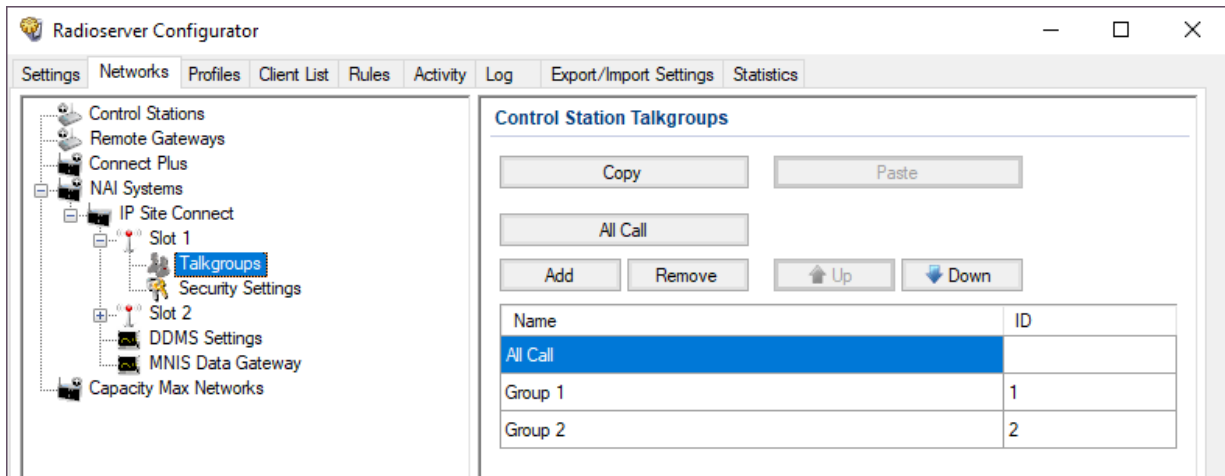 Radioserver Configurator
Settings Networks Profiles Client List Rules Activity Log Export/Import Settings Statistics
Control Stations
Remote Gateways
Connect Plus
NAI Systems
IP Site Connect
Slot 1
Talkgroups
Security Settings
Slot 2
DDMS Settings
MNIS Data Gateway
Capacity Max Networks
Control Station Talkgroups
Copy Paste
All Call
Add Remove Up Down
Name ID
All Call
Group 1 1
Group 2 2